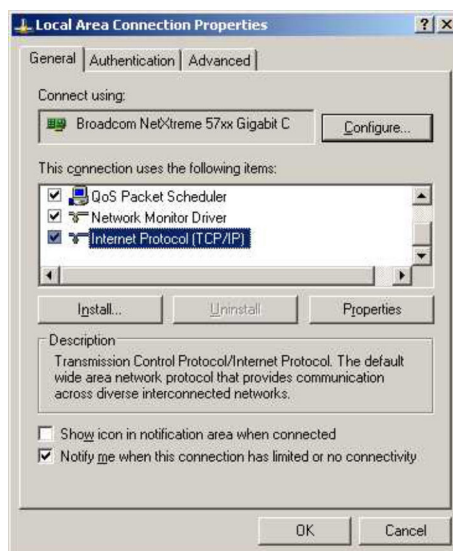 Local Area Connection Properties
General Authentication Advanced
Connect using:
Broadcom NetXtreme 57xx Gigabit C
Configure...
This connection uses the following items:
QoS Packet Scheduler
Network Monitor Driver
Internet Protocol (TCP/IP)
Install... Uninstall Properties
Description
Transmission Control Protocol/Internet Protocol. The default
wide area network protocol that provides communication
across diverse interconnected networks.
Show icon in notification area when connected
Notify me when this connection has limited or no connectivity
OK Cancel